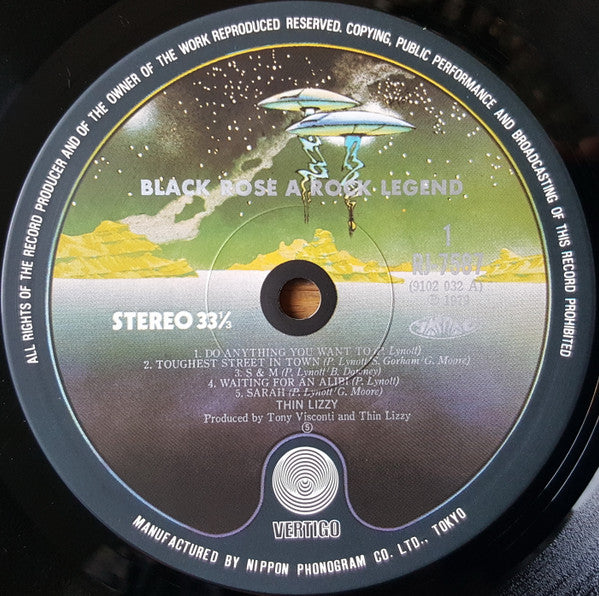 ALL RIGHTS OF THE RECORD PRODUCER AND OF THE OWNER OF THE WORK REPRODUCED RESERVED. COPYING, PUBLIC PERFORMANCE AND BROADCASTING OF THIS RECORD PROHIBITED
BLACK ROSE A ROCK LEGEND
1
RJ-7567
(9102 032 A)
STEREO 33⅓
1. DO ANYTHING YOU WANT TO (P. Lynott)
2. TOUGHEST STREET IN TOWN (P. Lynott/S. Gorham/G. Moore)
3. S & M (P. Lynott/B. Downey)
4. WAITING FOR AN ALIBI (P. Lynott)
5. SARAH (P. Lynott/G. Moore)
THIN LIZZY
Produced by Tony Visconti and Thin Lizzy
(5)
VERTIGO
MANUFACTURED BY NIPPON PHONOGRAM CO. LTD., TOKYO